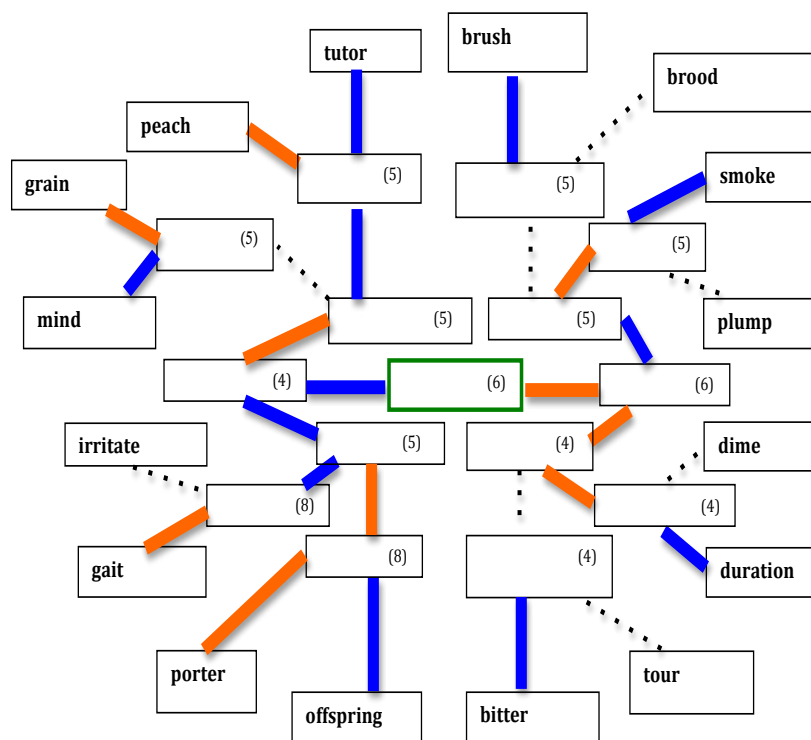 brush
tutor
brood
peach
(5)
grain
(5)
smoke
(5)
(5)
(5)
mind
(5)
(5)
plump
(4)
(6)
(6)
irritate
(5)
(4)
dime
(8)
(4)
gait
(8)
(4)
duration
porter
tour
offspring
bitter